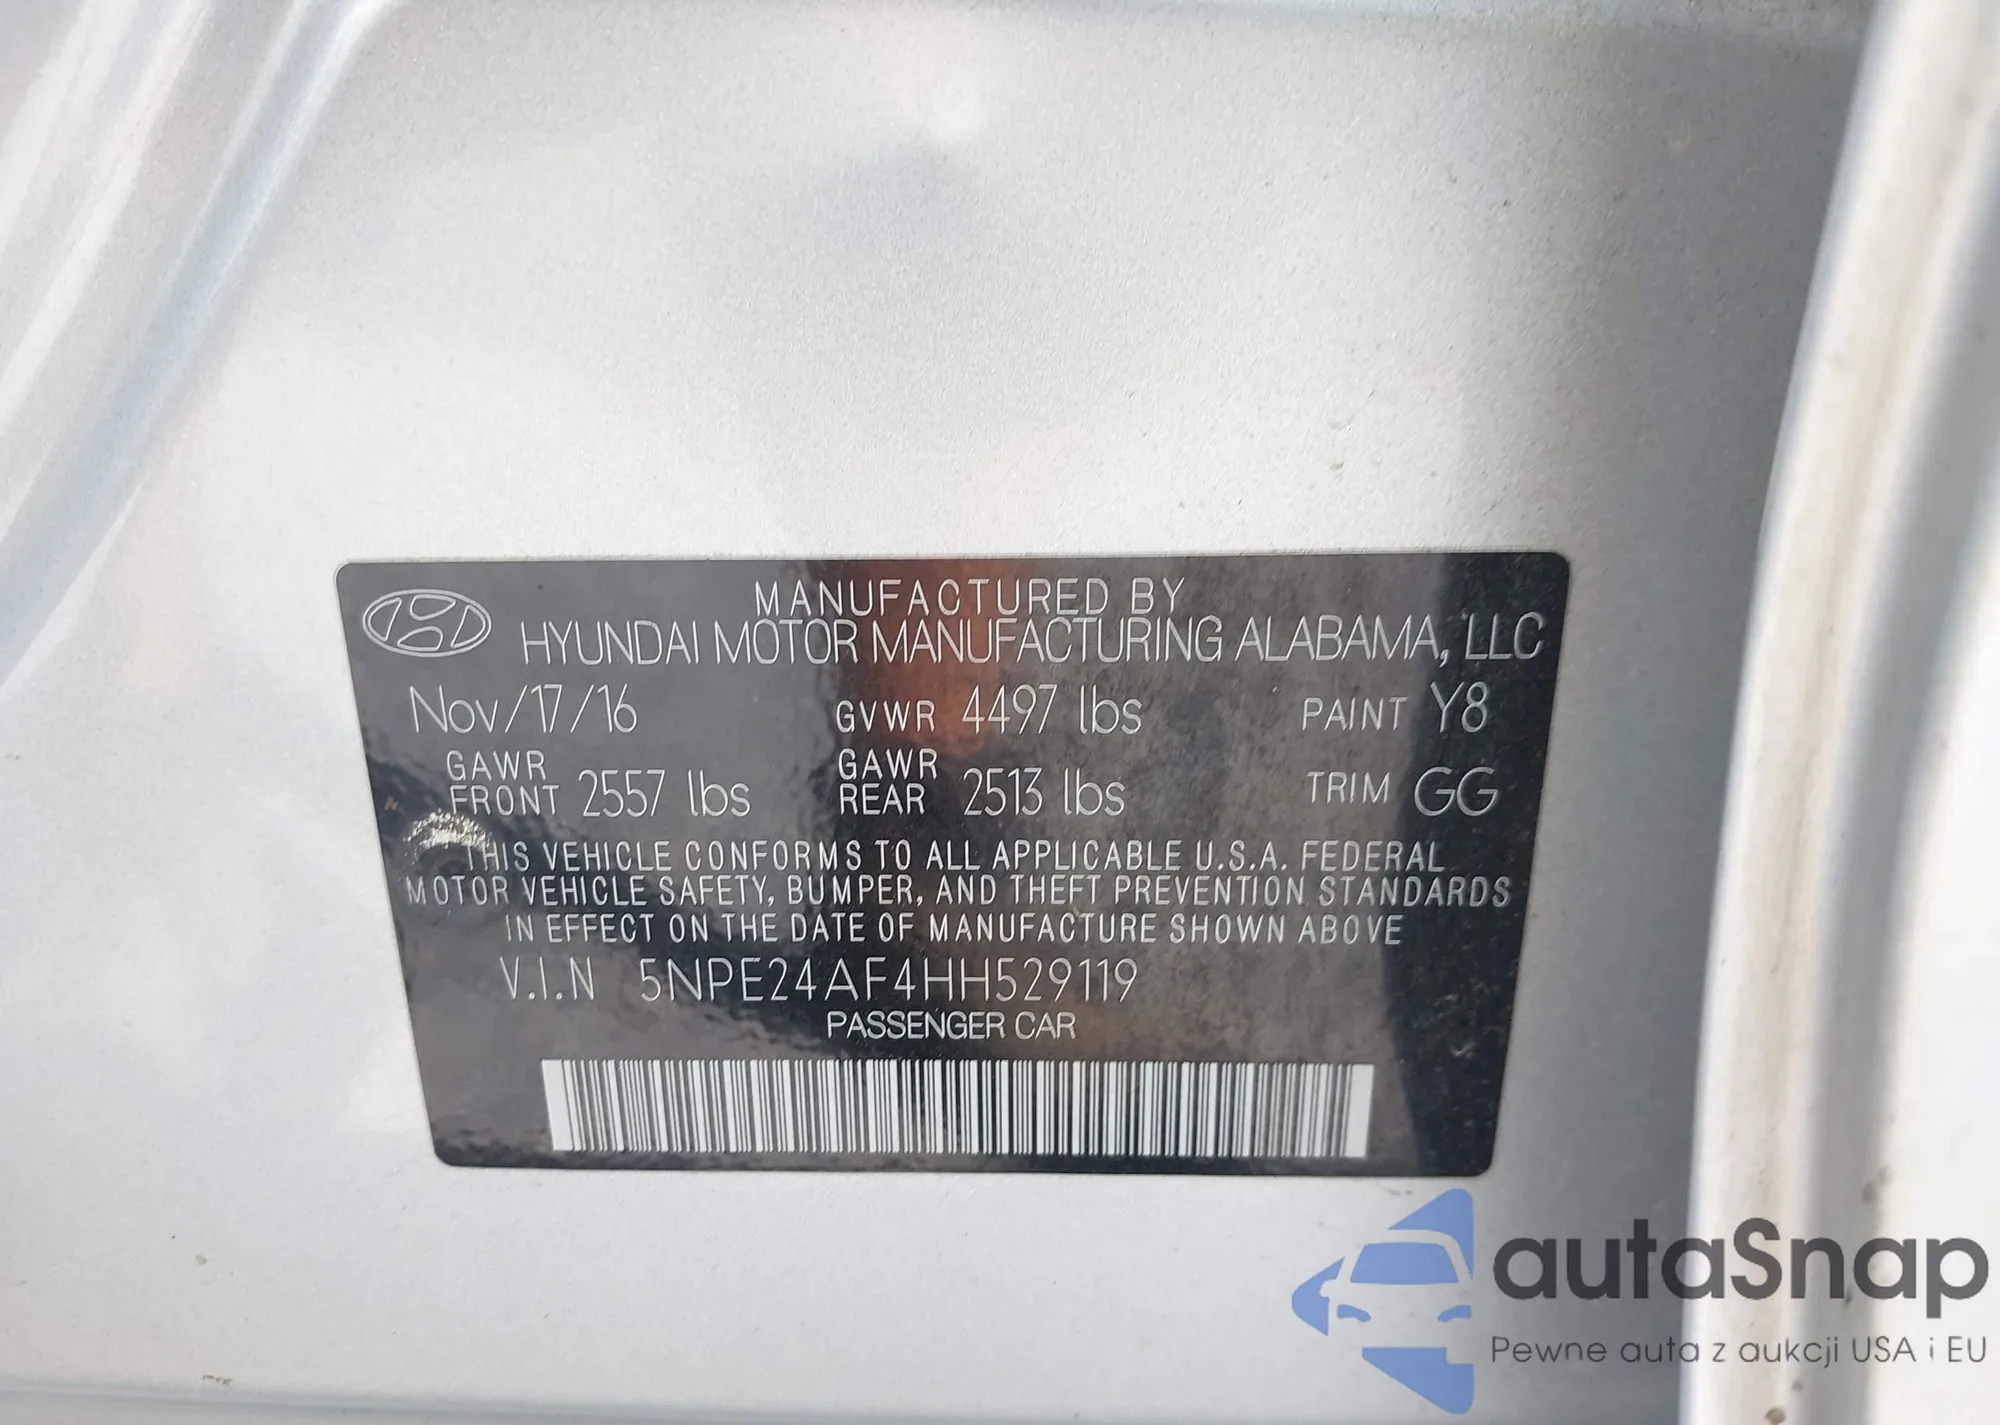 MANUFACTURED BY
HYUNDAI MOTOR MANUFACTURING ALABAMA, LLC
Nov/17/16 GVWR 4497 lbs PAINT Y8
GAWR FRONT 2557 lbs GAWR REAR 2513 lbs TRIM GG
THIS VEHICLE CONFORMS TO ALL APPLICABLE U.S.A. FEDERAL
MOTOR VEHICLE SAFETY, BUMPER, AND THEFT PREVENTION STANDARDS
IN EFFECT ON THE DATE OF MANUFACTURE SHOWN ABOVE
V.I.N 5NPE24AF4HH529119
PASSENGER CAR
autaSnap
Pewne auta z aukcji USA i EU